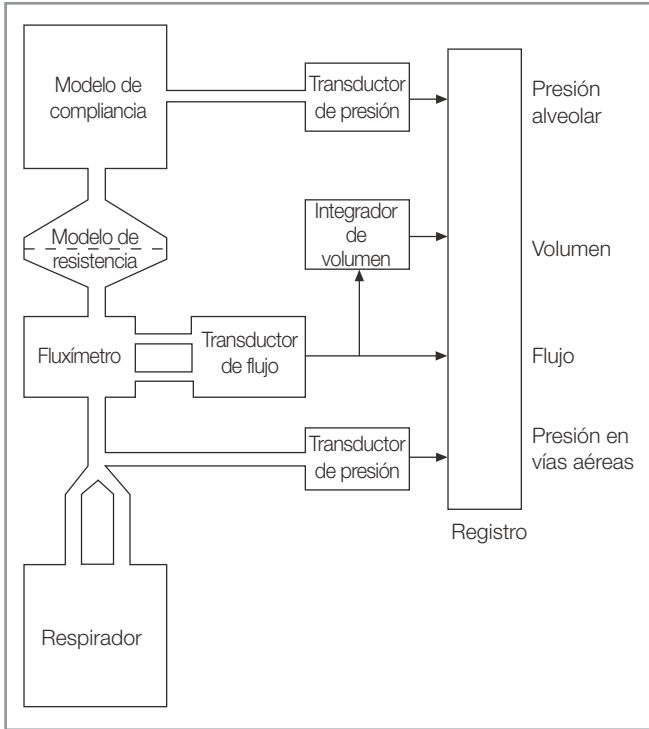 Modelo de
compliancia
Transductor
de presión
Presión
alveolar
Modelo de
resistencia
Integrador
de
volumen
Volumen
Fluxímetro
Transductor
de flujo
Flujo
Transductor
de presión
Presión en
vías aéreas
Registro
Respirador